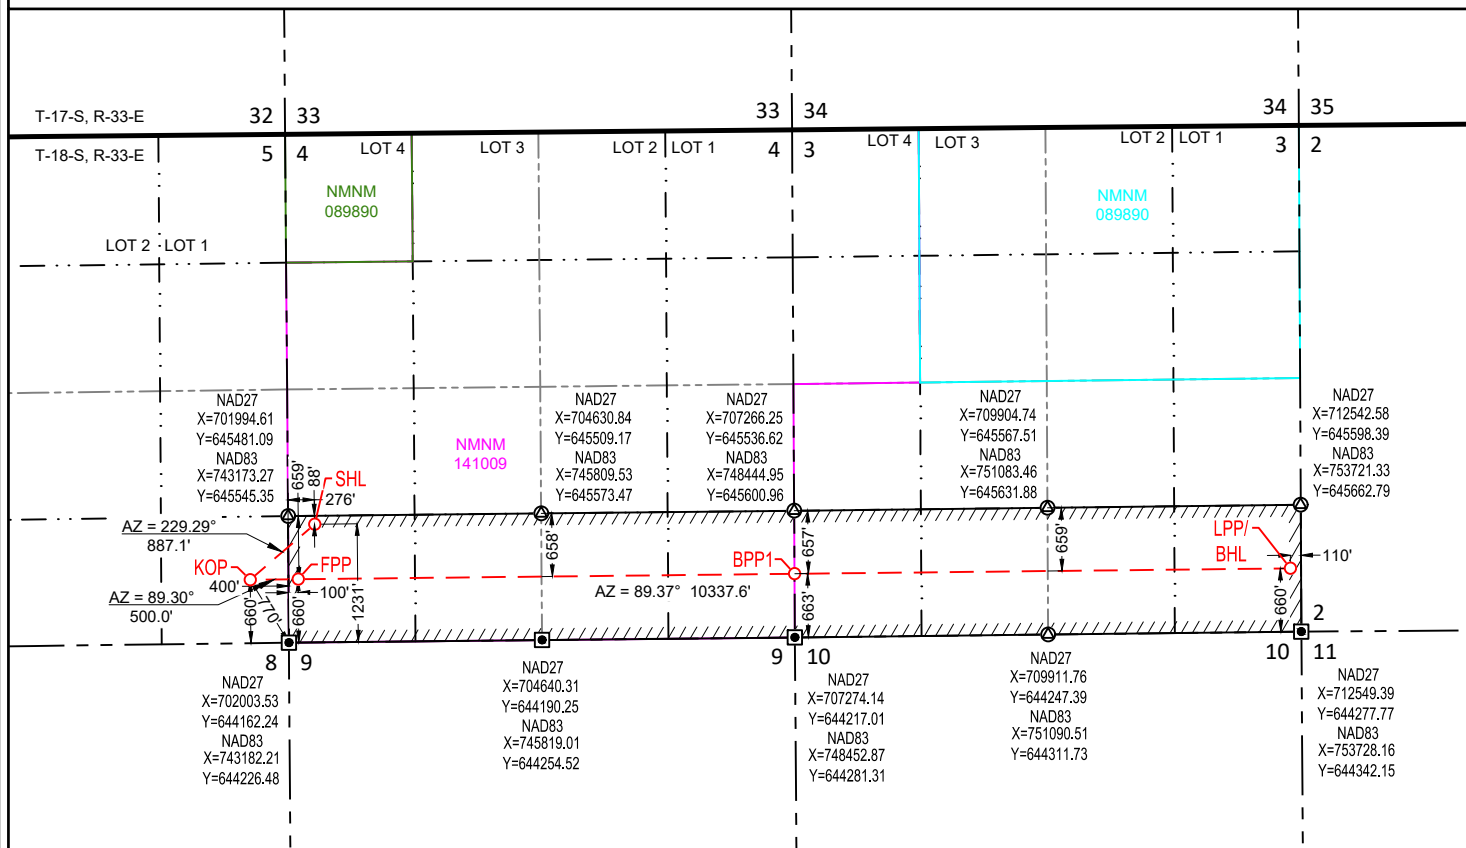 T-17-S, R-33-E
32 33
33 34
34 35
T-18-S, R-33-E
5 4
LOT 4
LOT 3
LOT 2 LOT 1
4 3
LOT 4 LOT 3
LOT 2 LOT 1
3 2
NMNM
089890
NMNM
089890
LOT 2 LOT 1
NAD27
X=701994.61
Y=645481.09
NAD83
X=743173.27
Y=645545.35
NMNM
141009
NAD27
X=704630.84
Y=645509.17
NAD83
X=745809.53
Y=645573.47
NAD27
X=707266.25
Y=645536.62
NAD83
X=748444.95
Y=645600.96
NAD27
X=709904.74
Y=645567.51
NAD83
X=751083.46
Y=645631.88
NAD27
X=712542.58
Y=645598.39
NAD83
X=753721.33
Y=645662.79
659'
88'
SHL
276'
AZ = 229.29°
887.1'
KOP
FPP
400'
100'
AZ = 89.30°
500.0'
660'
770'
660'
1231'
658'
BPP1
657'
AZ = 89.37° 10337.6'
663'
659'
LPP/
BHL
110'
660'
2
8 9
9 10
10 11
NAD27
X=702003.53
Y=644162.24
NAD83
X=743182.21
Y=644226.48
NAD27
X=704640.31
Y=644190.25
NAD83
X=745819.01
Y=644254.52
NAD27
X=707274.14
Y=644217.01
NAD83
X=748452.87
Y=644281.31
NAD27
X=709911.76
Y=644247.39
NAD83
X=751090.51
Y=644311.73
NAD27
X=712549.39
Y=644277.77
NAD83
X=753728.16
Y=644342.15